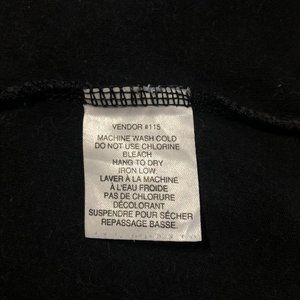 VENDOR #115
MACHINE WASH COLD
DO NOT USE CHLORINE
BLEACH
HANG TO DRY
IRON LOW.
LAVER À LA MACHINE
À L'EAU FROIDE
PAS DE CHLORURE
DÉCOLORANT
SUSPENDRE POUR SÉCHER
REPASSAGE BASSE.